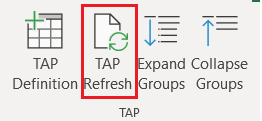 TAP TAP Expand Collapse
Definition Refresh Groups Groups
TAP